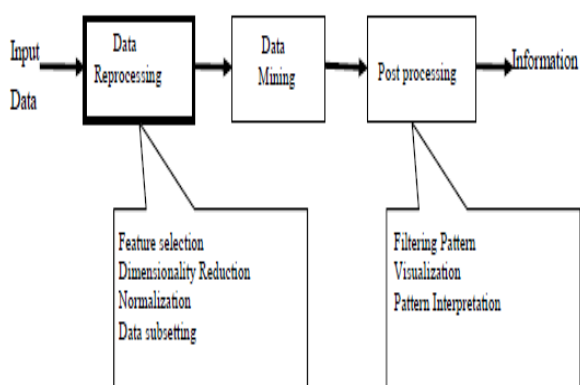 Input
Data
Data
Reprocessing
Data
Mining
Post processing
Information
Feature selection
Dimensionality Reduction
Normalization
Data subsetting
Filtering Pattern
Visualization
Pattern Interpretation